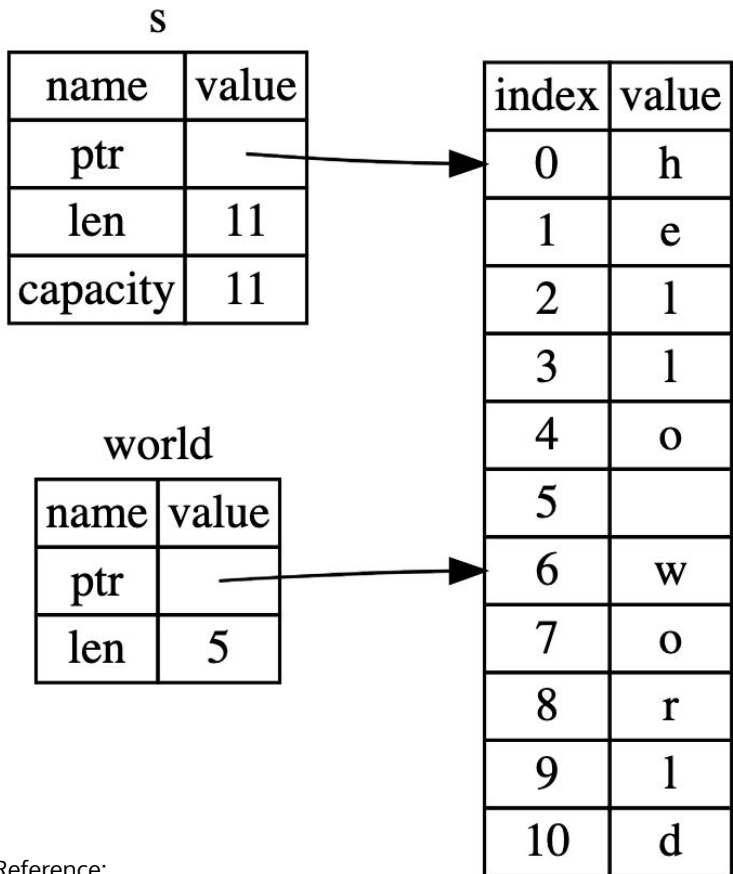 s
name value
ptr
len 11
capacity 11
world
name value
ptr
len 5
index value
0 h
1 e
2 l
3 l
4 o
5
6 w
7 o
8 r
9 l
10 d
Reference: